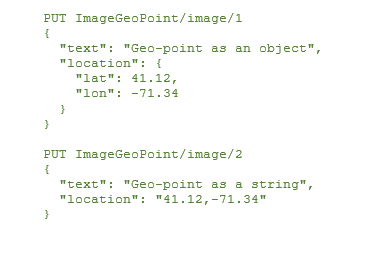 PUT ImageGeoPoint/image/1
{
  "text": "Geo-point as an object",
  "location": {
    "lat": 41.12,
    "lon": -71.34
  }
}

PUT ImageGeoPoint/image/2
{
  "text": "Geo-point as a string",
  "location": "41.12,-71.34"
}